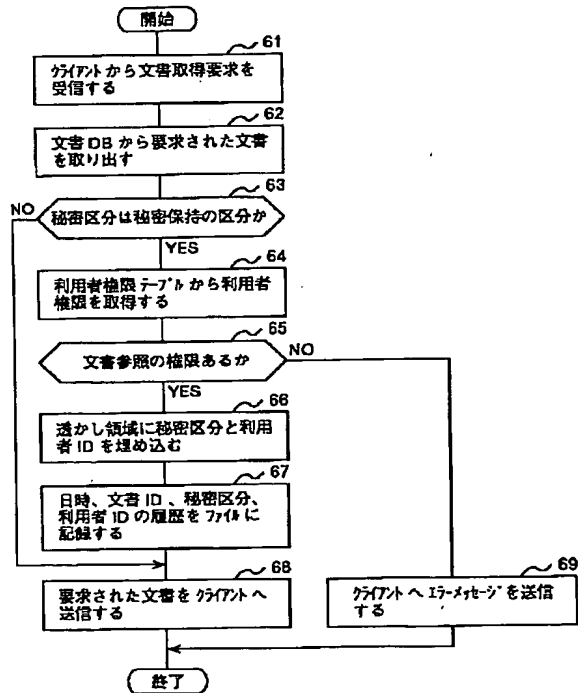 開始
61
クライアントから文書取得要求を
受信する
62
文書 DB から要求された文書
を取り出す
63
NO
秘密区分は秘密保持の区分か
YES
64
利用者権限テーブルから利用者
権限を取得する
65
文書参照の権限あるか
NO
YES
66
透かし領域に秘密区分と利用
者 ID を埋め込む
67
日時、文書 ID 、秘密区分、
利用者 ID の履歴をファイルに
記録する
68
要求された文書をクライアントへ
送信する
69
クライアントへエラーメッセージを送信
する
終了